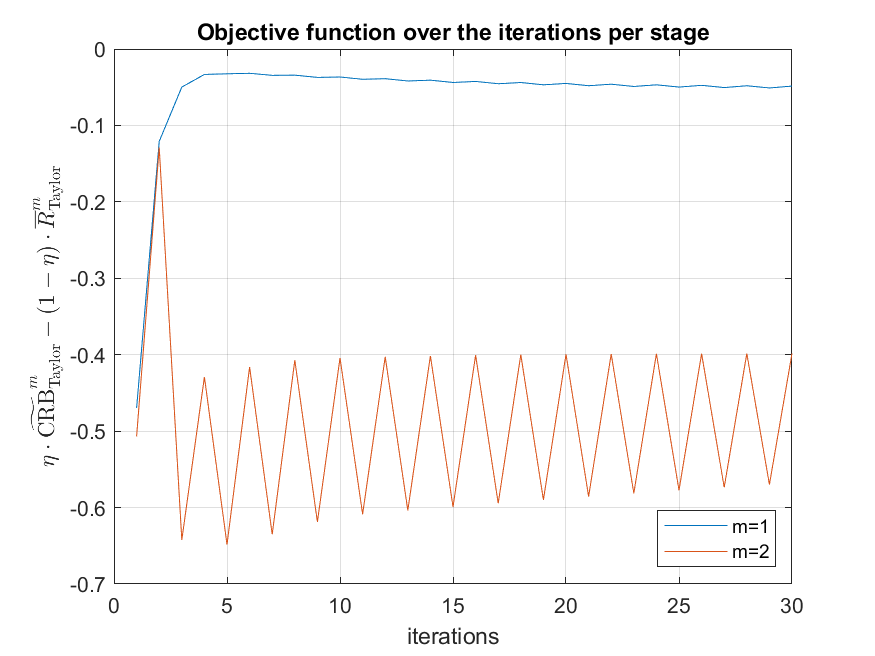 Objective function over the iterations per stage
η · C͠R͠B͠ᵐ_Taylor − (1 − η) · R̅ᵐ_Taylor
0
-0.1
-0.2
-0.3
-0.4
-0.5
-0.6
-0.7
0 5 10 15 20 25 30
iterations
m=1
m=2